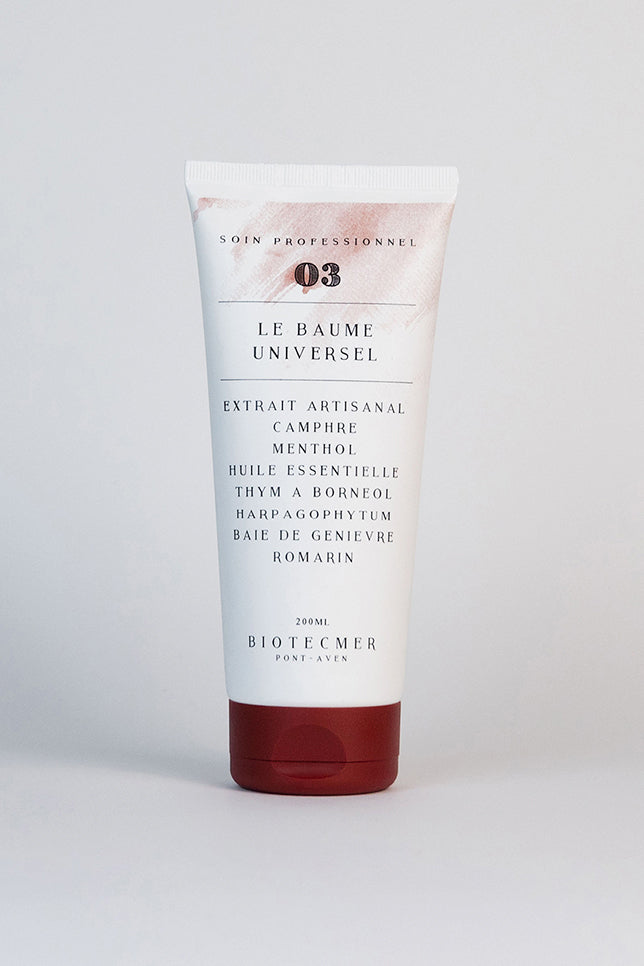 SOIN PROFESSIONNEL
03
LE BAUME
UNIVERSEL
EXTRAIT ARTISANAL
CAMPHRE
MENTHOL
HUILE ESSENTIELLE
THYM A BORNEOL
HARPAGOPHYTUM
BAIE DE GENIEVRE
ROMARIN
200ML
BIOTECMER
PONT-AVEN